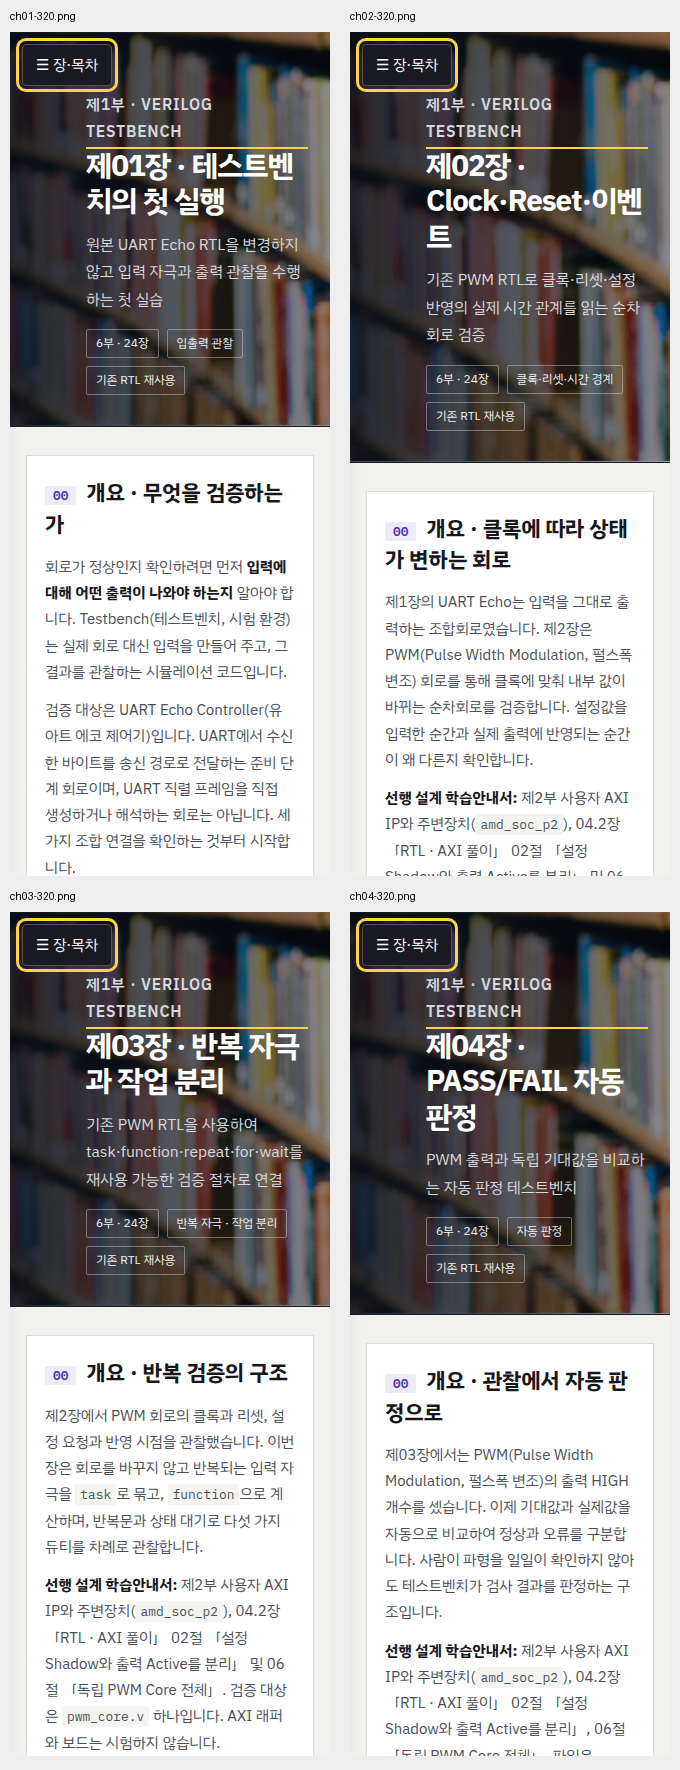 ch01-320.png
☰ 장·목차
제1부 · VERILOG
TESTBENCH
제01장 · 테스트벤
치의 첫 실행
원본 UART Echo RTL을 변경하지
않고 입력 자극과 출력 관찰을 수행
하는 첫 실습
6부 · 24장
입출력 관찰
기존 RTL 재사용
00 개요 · 무엇을 검증하는
가
회로가 정상인지 확인하려면 먼저 입력에
대해 어떤 출력이 나와야 하는지 알아야 합
니다. Testbench(테스트벤치, 시험 환경)
는 실제 회로 대신 입력을 만들어 주고, 그
결과를 관찰하는 시뮬레이션 코드입니다.
검증 대상은 UART Echo Controller(유
아트 에코 제어기)입니다. UART에서 수신
한 바이트를 송신 경로로 전달하는 준비 단
계 회로이며, UART 직렬 프레임을 직접
생성하거나 해석하는 회로는 아닙니다. 세
가지 조합 연결을 확인하는 것부터 시작합
니다.
ch02-320.png
☰ 장·목차
제1부 · VERILOG
TESTBENCH
제02장 ·
Clock·Reset·이벤
트
기존 PWM RTL로 클록·리셋·설정
반영의 실제 시간 관계를 읽는 순차
회로 검증
6부 · 24장
클록·리셋·시간 경계
기존 RTL 재사용
00 개요 · 클록에 따라 상태
가 변하는 회로
제1장의 UART Echo는 입력을 그대로 출
력하는 조합회로였습니다. 제2장은
PWM(Pulse Width Modulation, 펄스폭
변조) 회로를 통해 클록에 맞춰 내부 값이
바뀌는 순차회로를 검증합니다. 설정값을
입력한 순간과 실제 출력에 반영되는 순간
이 왜 다른지 확인합니다.
선행 설계 학습안내서: 제2부 사용자 AXI
IP와 주변장치( amd_soc_p2 ), 04.2장
「RTL · AXI 풀이」 02절 「설정
Shadow와 출력 Active를 분리」 및 06
ch03-320.png
☰ 장·목차
제1부 · VERILOG
TESTBENCH
제03장 · 반복 자극
과 작업 분리
기존 PWM RTL을 사용하여
task·function·repeat·for·wait를
재사용 가능한 검증 절차로 연결
6부 · 24장
반복 자극 · 작업 분리
기존 RTL 재사용
00 개요 · 반복 검증의 구조
제2장에서 PWM 회로의 클록과 리셋, 설
정 요청과 반영 시점을 관찰했습니다. 이번
장은 회로를 바꾸지 않고 반복되는 입력 자
극을 task 로 묶고, function 으로 계
산하며, 반복문과 상태 대기로 다섯 가지
듀티를 차례로 관찰합니다.
선행 설계 학습안내서: 제2부 사용자 AXI
IP와 주변장치( amd_soc_p2 ), 04.2장
「RTL · AXI 풀이」 02절 「설정
Shadow와 출력 Active를 분리」 및 06
절 「독립 PWM Core 전체」. 검증 대상
은 pwm_core.v 하나입니다. AXI 래퍼
와 보드는 시험하지 않습니다.
ch04-320.png
☰ 장·목차
제1부 · VERILOG
TESTBENCH
제04장 ·
PASS/FAIL 자동
판정
PWM 출력과 독립 기대값을 비교하
는 자동 판정 테스트벤치
6부 · 24장
자동 판정
기존 RTL 재사용
00 개요 · 관찰에서 자동 판
정으로
제03장에서는 PWM(Pulse Width
Modulation, 펄스폭 변조)의 출력 HIGH
개수를 셌습니다. 이제 기대값과 실제값을
자동으로 비교하여 정상과 오류를 구분합
니다. 사람이 파형을 일일이 확인하지 않아
도 테스트벤치가 검사 결과를 판정하는 구
조입니다.
선행 설계 학습안내서: 제2부 사용자 AXI
IP와 주변장치( amd_soc_p2 ), 04.2장
「RTL · AXI 풀이」 02절 「설정
Shadow와 출력 Active를 분리」, 06절
「독립 PWM Core 전체」